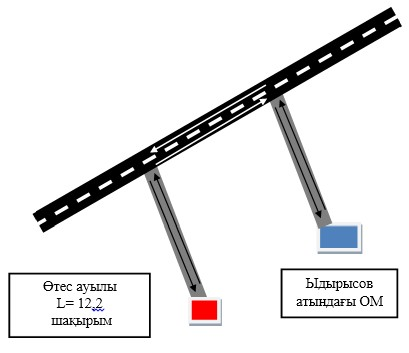 Өтес ауылы
L= 12,2
шақырым
Ыдырысов
атындағы ОМ